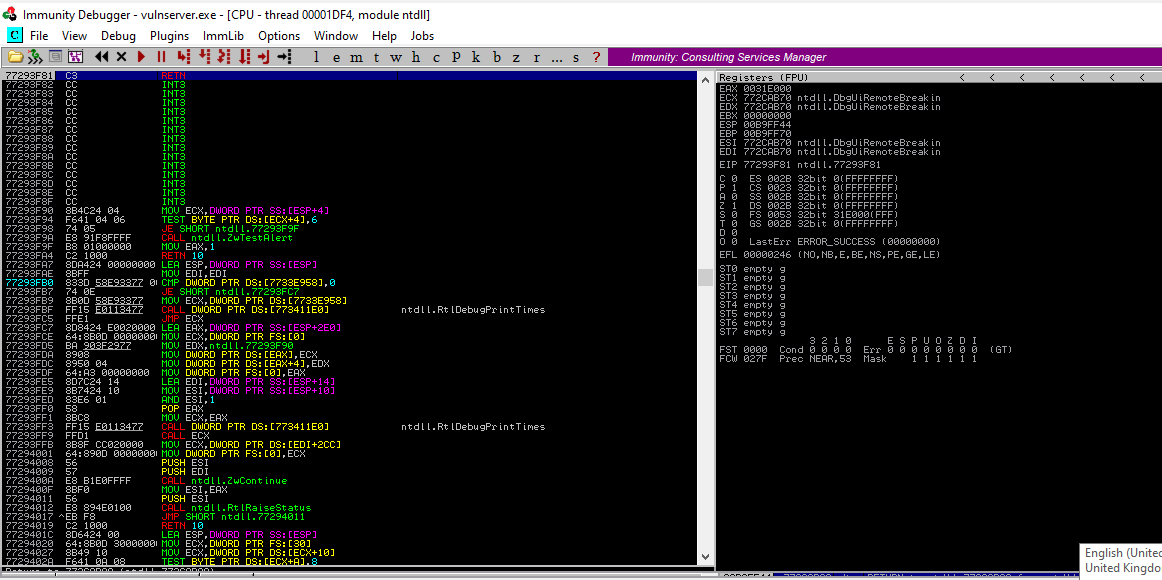 Immunity Debugger - vulnserver.exe - [CPU - thread 00001DF4, module ntdll]
C File View Debug Plugins ImmLib Options Window Help Jobs
l e m t w h c P k b z r ... s ? Immunity: Consulting Services Manager
77293F81 C3 RETN
77293F82 CC INT3
77293F83 CC INT3
77293F84 CC INT3
77293F85 CC INT3
77293F86 CC INT3
77293F87 CC INT3
77293F88 CC INT3
77293F89 CC INT3
77293F8A CC INT3
77293F8B CC INT3
77293F8C CC INT3
77293F8D CC INT3
77293F8E CC INT3
77293F8F CC INT3
77293F90 8B4C24 04 MOV ECX,DWORD PTR SS:[ESP+4]
77293F94 F641 04 06 TEST BYTE PTR DS:[ECX+4],6
77293F98 74 05 JE SHORT ntdll.77293F9F
77293F9A E8 91F8FFFF CALL ntdll.ZwTestAlert
77293F9F B8 01000000 MOV EAX,1
77293FA4 C2 1000 RETN 10
77293FA7 8DA424 00000000 LEA ESP,DWORD PTR SS:[ESP]
77293FAE 8BFF MOV EDI,EDI
77293FB0 833D 58E93377 0 CMP DWORD PTR DS:[7733E958],0
77293FB7 74 0E JE SHORT ntdll.77293FC7
77293FB9 8B0D 58E93377 MOV ECX,DWORD PTR DS:[7733E958]
77293FBF FF15 E0113477 CALL DWORD PTR DS:[773411E0] ntdll.RtlDebugPrintTimes
77293FC5 FFE1 JMP ECX
77293FC7 8D8424 E0020000 LEA EAX,DWORD PTR SS:[ESP+2E0]
77293FCE 64:8B0D 0000000 MOV ECX,DWORD PTR FS:[0]
77293FD5 BA 903F2977 MOV EDX,ntdll.77293F90
77293FDA 8908 MOV DWORD PTR DS:[EAX],ECX
77293FDC 8950 04 MOV DWORD PTR DS:[EAX+4],EDX
77293FDF 64:A3 00000000 MOV DWORD PTR FS:[0],EAX
77293FE5 8D7C24 14 LEA EDI,DWORD PTR SS:[ESP+14]
77293FE9 8B7424 10 MOV ESI,DWORD PTR SS:[ESP+10]
77293FED 83E6 01 AND ESI,1
77293FF0 58 POP EAX
77293FF1 8BC8 MOV ECX,EAX
77293FF3 FF15 E0113477 CALL DWORD PTR DS:[773411E0] ntdll.RtlDebugPrintTimes
77293FF9 FFD1 CALL ECX
77293FFB 8B8F CC020000 MOV ECX,DWORD PTR DS:[EDI+2CC]
77294001 64:890D 0000000 MOV DWORD PTR FS:[0],ECX
77294008 56 PUSH ESI
77294009 57 PUSH EDI
7729400A E8 B1E0FFFF CALL ntdll.ZwContinue
7729400F 8BF0 MOV ESI,EAX
77294011 56 PUSH ESI
77294012 E8 894E0100 CALL ntdll.RtlRaiseStatus
77294017 ^EB F8 JMP SHORT ntdll.77294011
77294019 C2 1000 RETN 10
7729401C 8D6424 00 LEA ESP,DWORD PTR SS:[ESP]
77294020 64:8B0D 3000000 MOV ECX,DWORD PTR FS:[30]
77294027 8B49 10 MOV ECX,DWORD PTR DS:[ECX+10]
7729402A F641 0A 08 TEST BYTE PTR DS:[ECX+A],8
Registers (FPU) < < < < < < <
EAX 0031E000
ECX 772CAB70 ntdll.DbgUiRemoteBreakin
EDX 772CAB70 ntdll.DbgUiRemoteBreakin
EBX 00000000
ESP 00B9FF44
EBP 00B9FF70
ESI 772CAB70 ntdll.DbgUiRemoteBreakin
EDI 772CAB70 ntdll.DbgUiRemoteBreakin
EIP 77293F81 ntdll.77293F81
C 0 ES 002B 32bit 0(FFFFFFFF)
P 1 CS 0023 32bit 0(FFFFFFFF)
A 0 SS 002B 32bit 0(FFFFFFFF)
Z 1 DS 002B 32bit 0(FFFFFFFF)
S 0 FS 0053 32bit 31E000(FFF)
T 0 GS 002B 32bit 0(FFFFFFFF)
D 0
O 0 LastErr ERROR_SUCCESS (00000000)
EFL 00000246 (NO,NB,E,BE,NS,PE,GE,LE)
ST0 empty g
ST1 empty g
ST2 empty g
ST3 empty g
ST4 empty g
ST5 empty g
ST6 empty g
ST7 empty g
3 2 1 0 E S P U O Z D I
FST 0000 Cond 0 0 0 0 Err 0 0 0 0 0 0 0 0 (GT)
FCW 027F Prec NEAR,53 Mask 1 1 1 1 1 1
English (United
United Kingdo